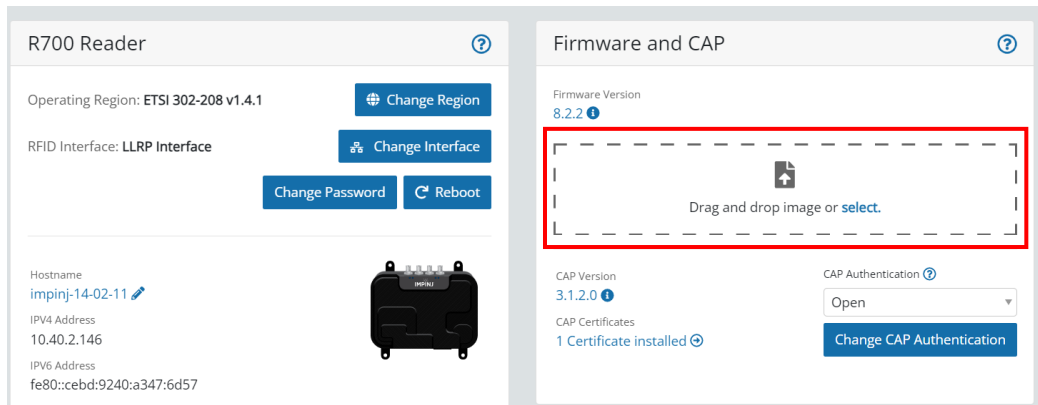 R700 Reader
Operating Region: ETSI 302-208 v1.4.1
Change Region
RFID Interface: LLRP Interface
Change Interface
Change Password
Reboot
Hostname
impinj-14-02-11
IPV4 Address
10.40.2.146
IPV6 Address
fe80::cebd:9240:a347:6d57
IMPINJ
Firmware and CAP
Firmware Version
8.2.2
Drag and drop image or select.
CAP Version
3.1.2.0
CAP Certificates
1 Certificate installed
CAP Authentication
Open
Change CAP Authentication